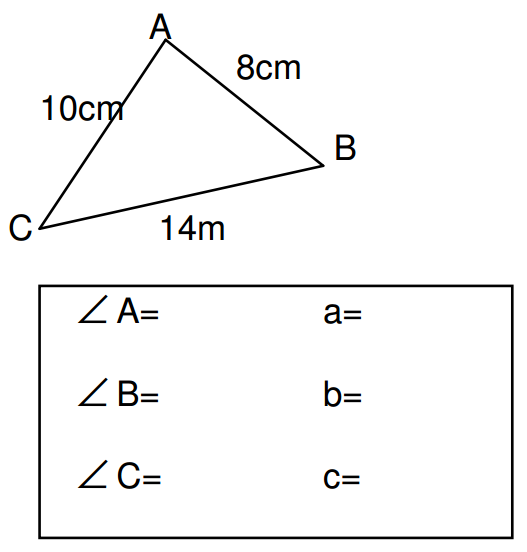 A
8cm
10cm
B
C
14m
∠A= a=
∠B= b=
∠C= c=